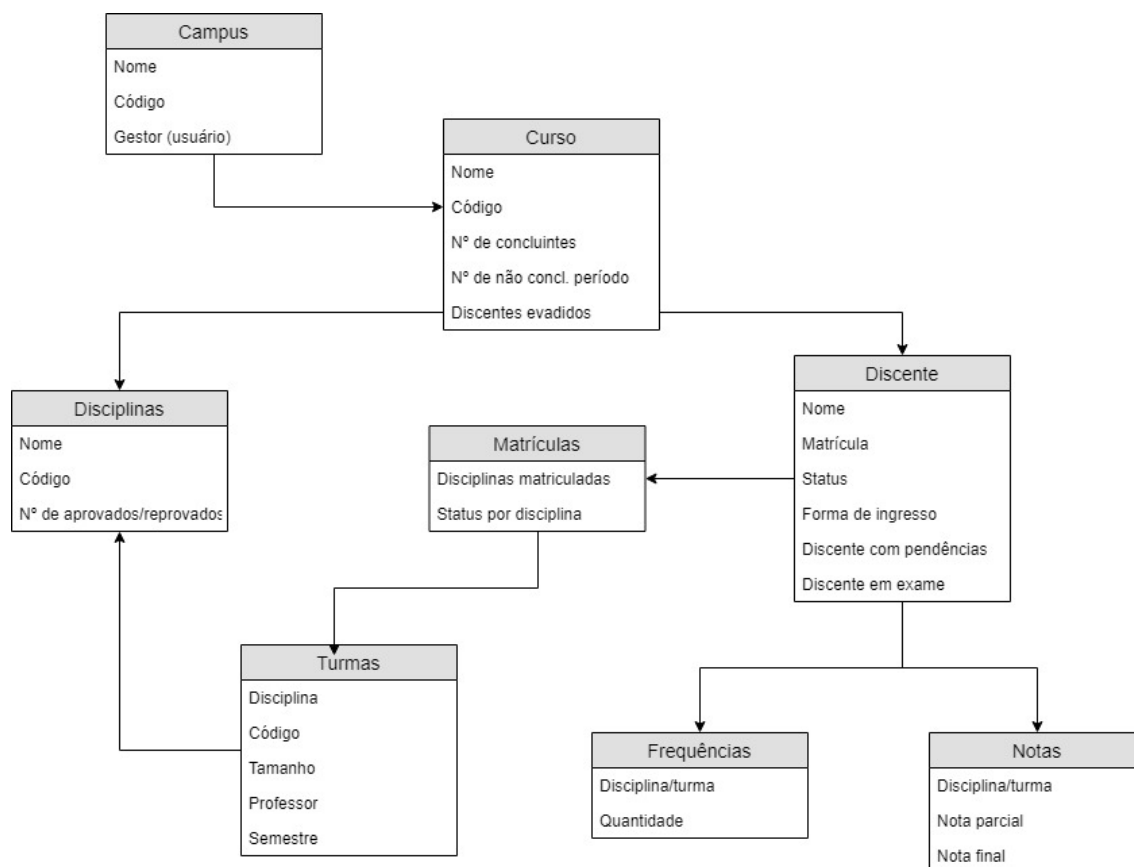 Campus
Nome
Código
Gestor (usuário)
Curso
Nome
Código
Nº de concluintes
Nº de não concl. período
Discentes evadidos
Disciplinas
Nome
Código
Nº de aprovados/reprovados
Matrículas
Disciplinas matriculadas
Status por disciplina
Discente
Nome
Matrícula
Status
Forma de ingresso
Discente com pendências
Discente em exame
Turmas
Disciplina
Código
Tamanho
Professor
Semestre
Frequências
Disciplina/turma
Quantidade
Notas
Disciplina/turma
Nota parcial
Nota final